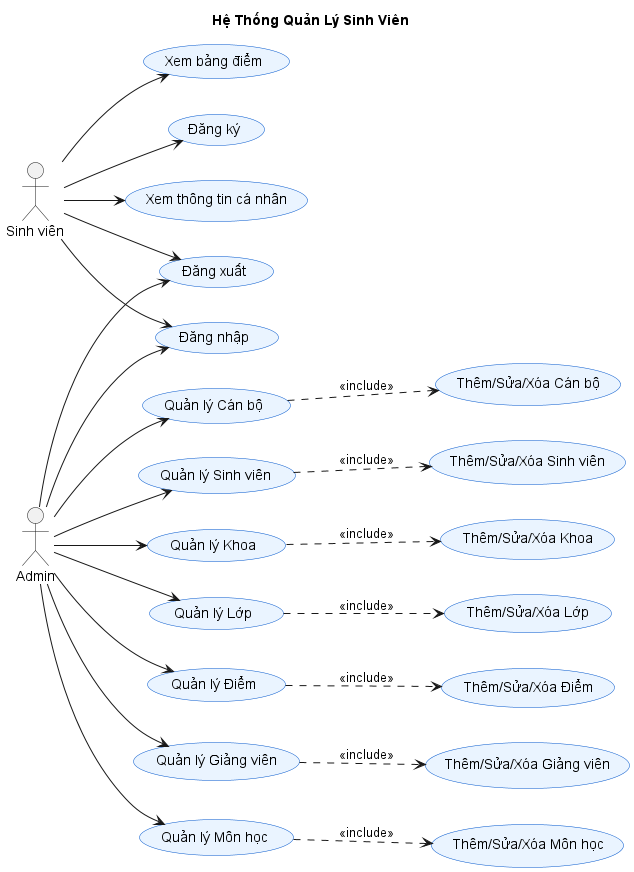 Hệ Thống Quản Lý Sinh Viên
Xem bảng điểm
Đăng ký
Xem thông tin cá nhân
Sinh viên
Đăng xuất
Đăng nhập
Quản lý Cán bộ
«include»
Thêm/Sửa/Xóa Cán bộ
Quản lý Sinh viên
«include»
Thêm/Sửa/Xóa Sinh viên
Admin
Quản lý Khoa
«include»
Thêm/Sửa/Xóa Khoa
Quản lý Lớp
«include»
Thêm/Sửa/Xóa Lớp
Quản lý Điểm
«include»
Thêm/Sửa/Xóa Điểm
Quản lý Giảng viên
«include»
Thêm/Sửa/Xóa Giảng viên
Quản lý Môn học
«include»
Thêm/Sửa/Xóa Môn học